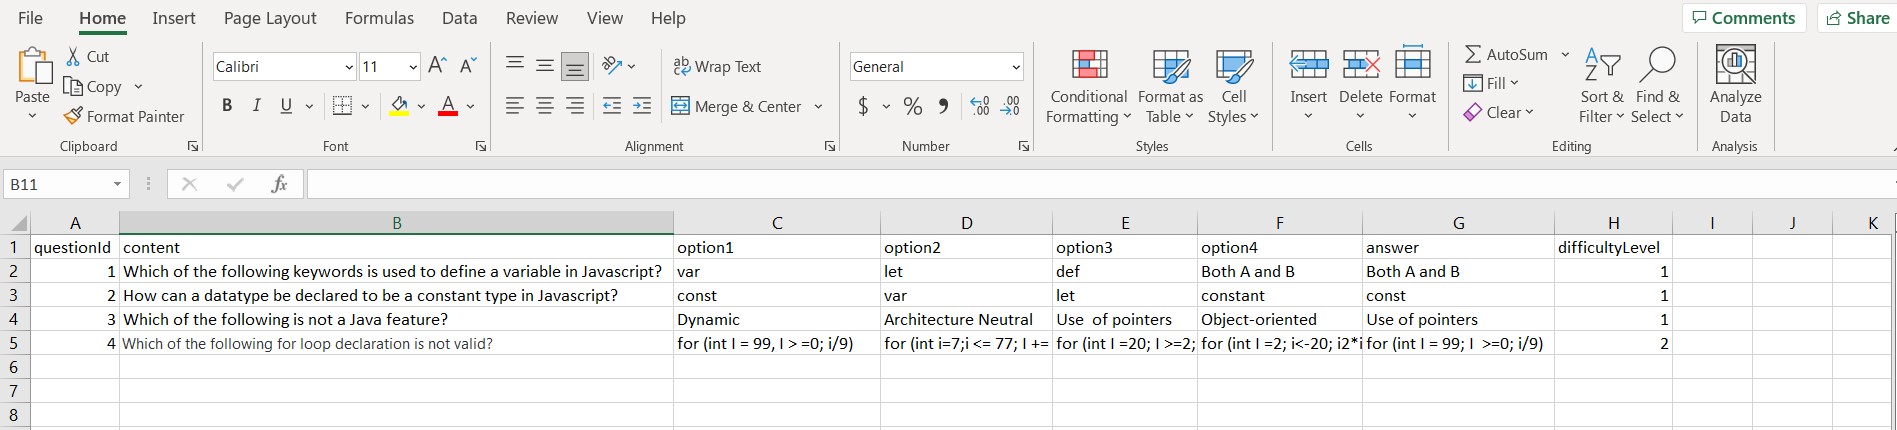 File Home Insert Page Layout Formulas Data Review View Help Comments Share
Paste Cut Copy Format Painter Clipboard
Calibri 11 A A B I U A Font
ab Wrap Text Merge & Center Alignment
General $ % Number
Conditional Formatting Format as Table Cell Styles Styles
Insert Delete Format Cells
AutoSum Fill Clear Sort & Filter Find & Select Editing
Analyze Data Analysis
B11 fx
A B C D E F G H I J K
1 questionId content option1 option2 option3 option4 answer difficultyLevel
2 1 Which of the following keywords is used to define a variable in Javascript? var let def Both A and B Both A and B 1
3 2 How can a datatype be declared to be a constant type in Javascript? const var let constant const 1
4 3 Which of the following is not a Java feature? Dynamic Architecture Neutral Use of pointers Object-oriented Use of pointers 1
5 4 Which of the following for loop declaration is not valid? for (int I = 99, I > =0; i/9) for (int i=7;i <= 77; I += for (int I =20; I >=2; for (int I =2; i<-20; i2*i for (int I = 99; I >=0; i/9) 2
6
7
8